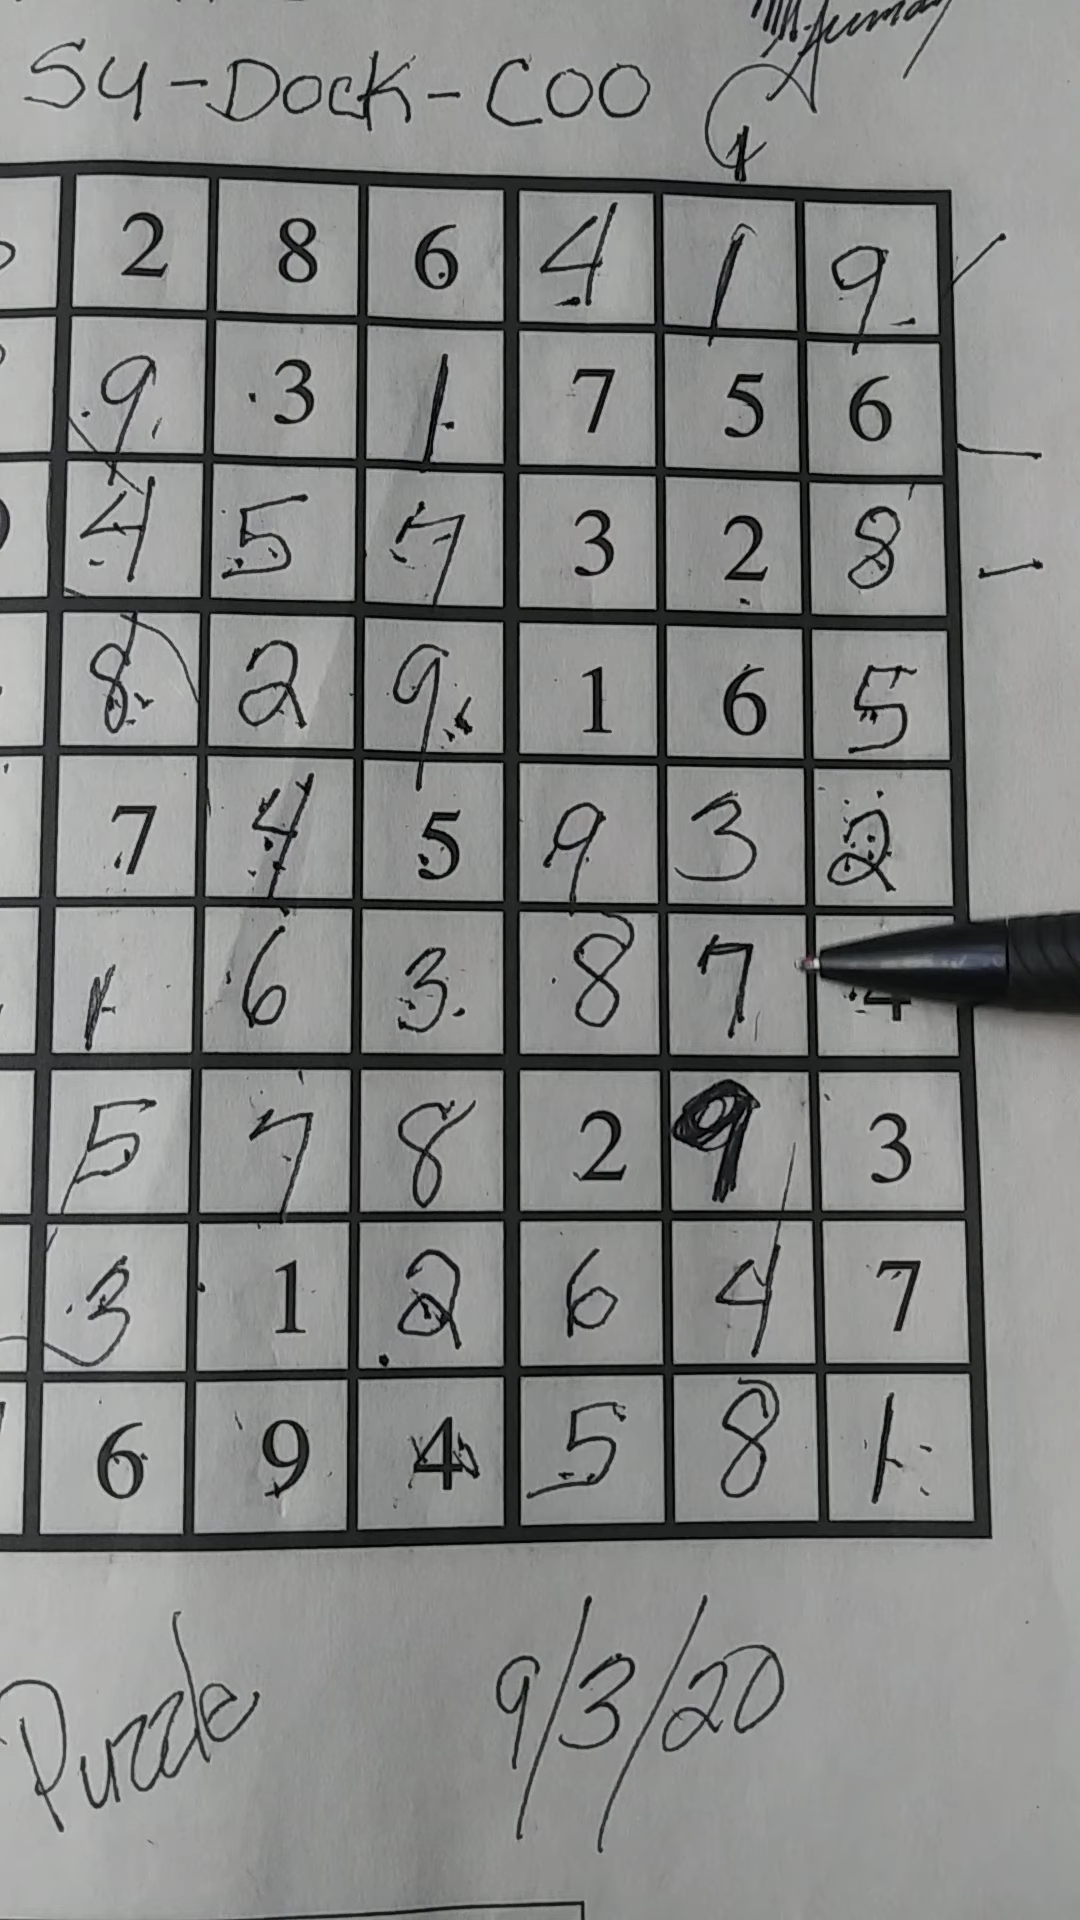 Su-Dock-COO
2 8 6 4 1 9
9 3 1 7 5 6
4 5 7 3 2 8
8 2 9 1 6 5
7 4 5 9 3 2
1 6 3 8 7 4
5 7 8 2 9 3
3 1 2 6 4 7
6 9 4 5 8 1
Puzzle 9/3/20